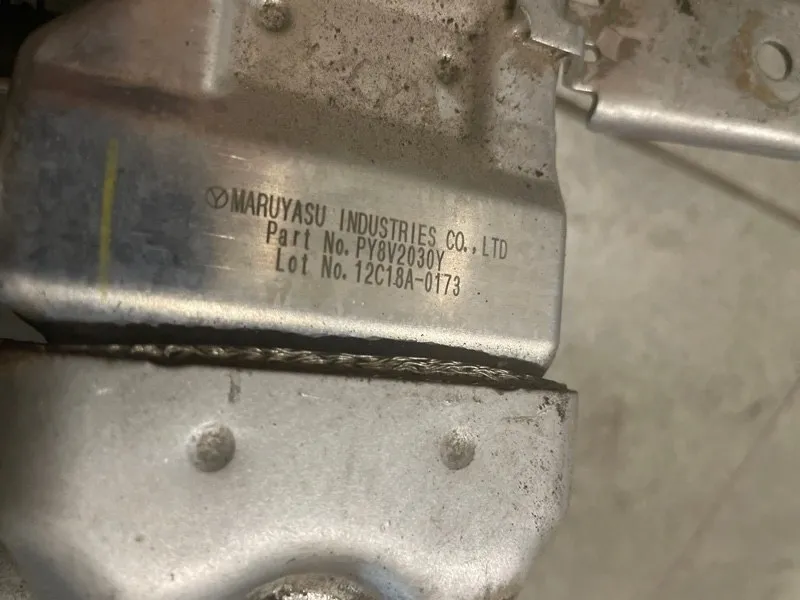 MARUYASU INDUSTRIES CO.,LTD
Part No.PY8V2030Y
Lot No.12C18A-0173